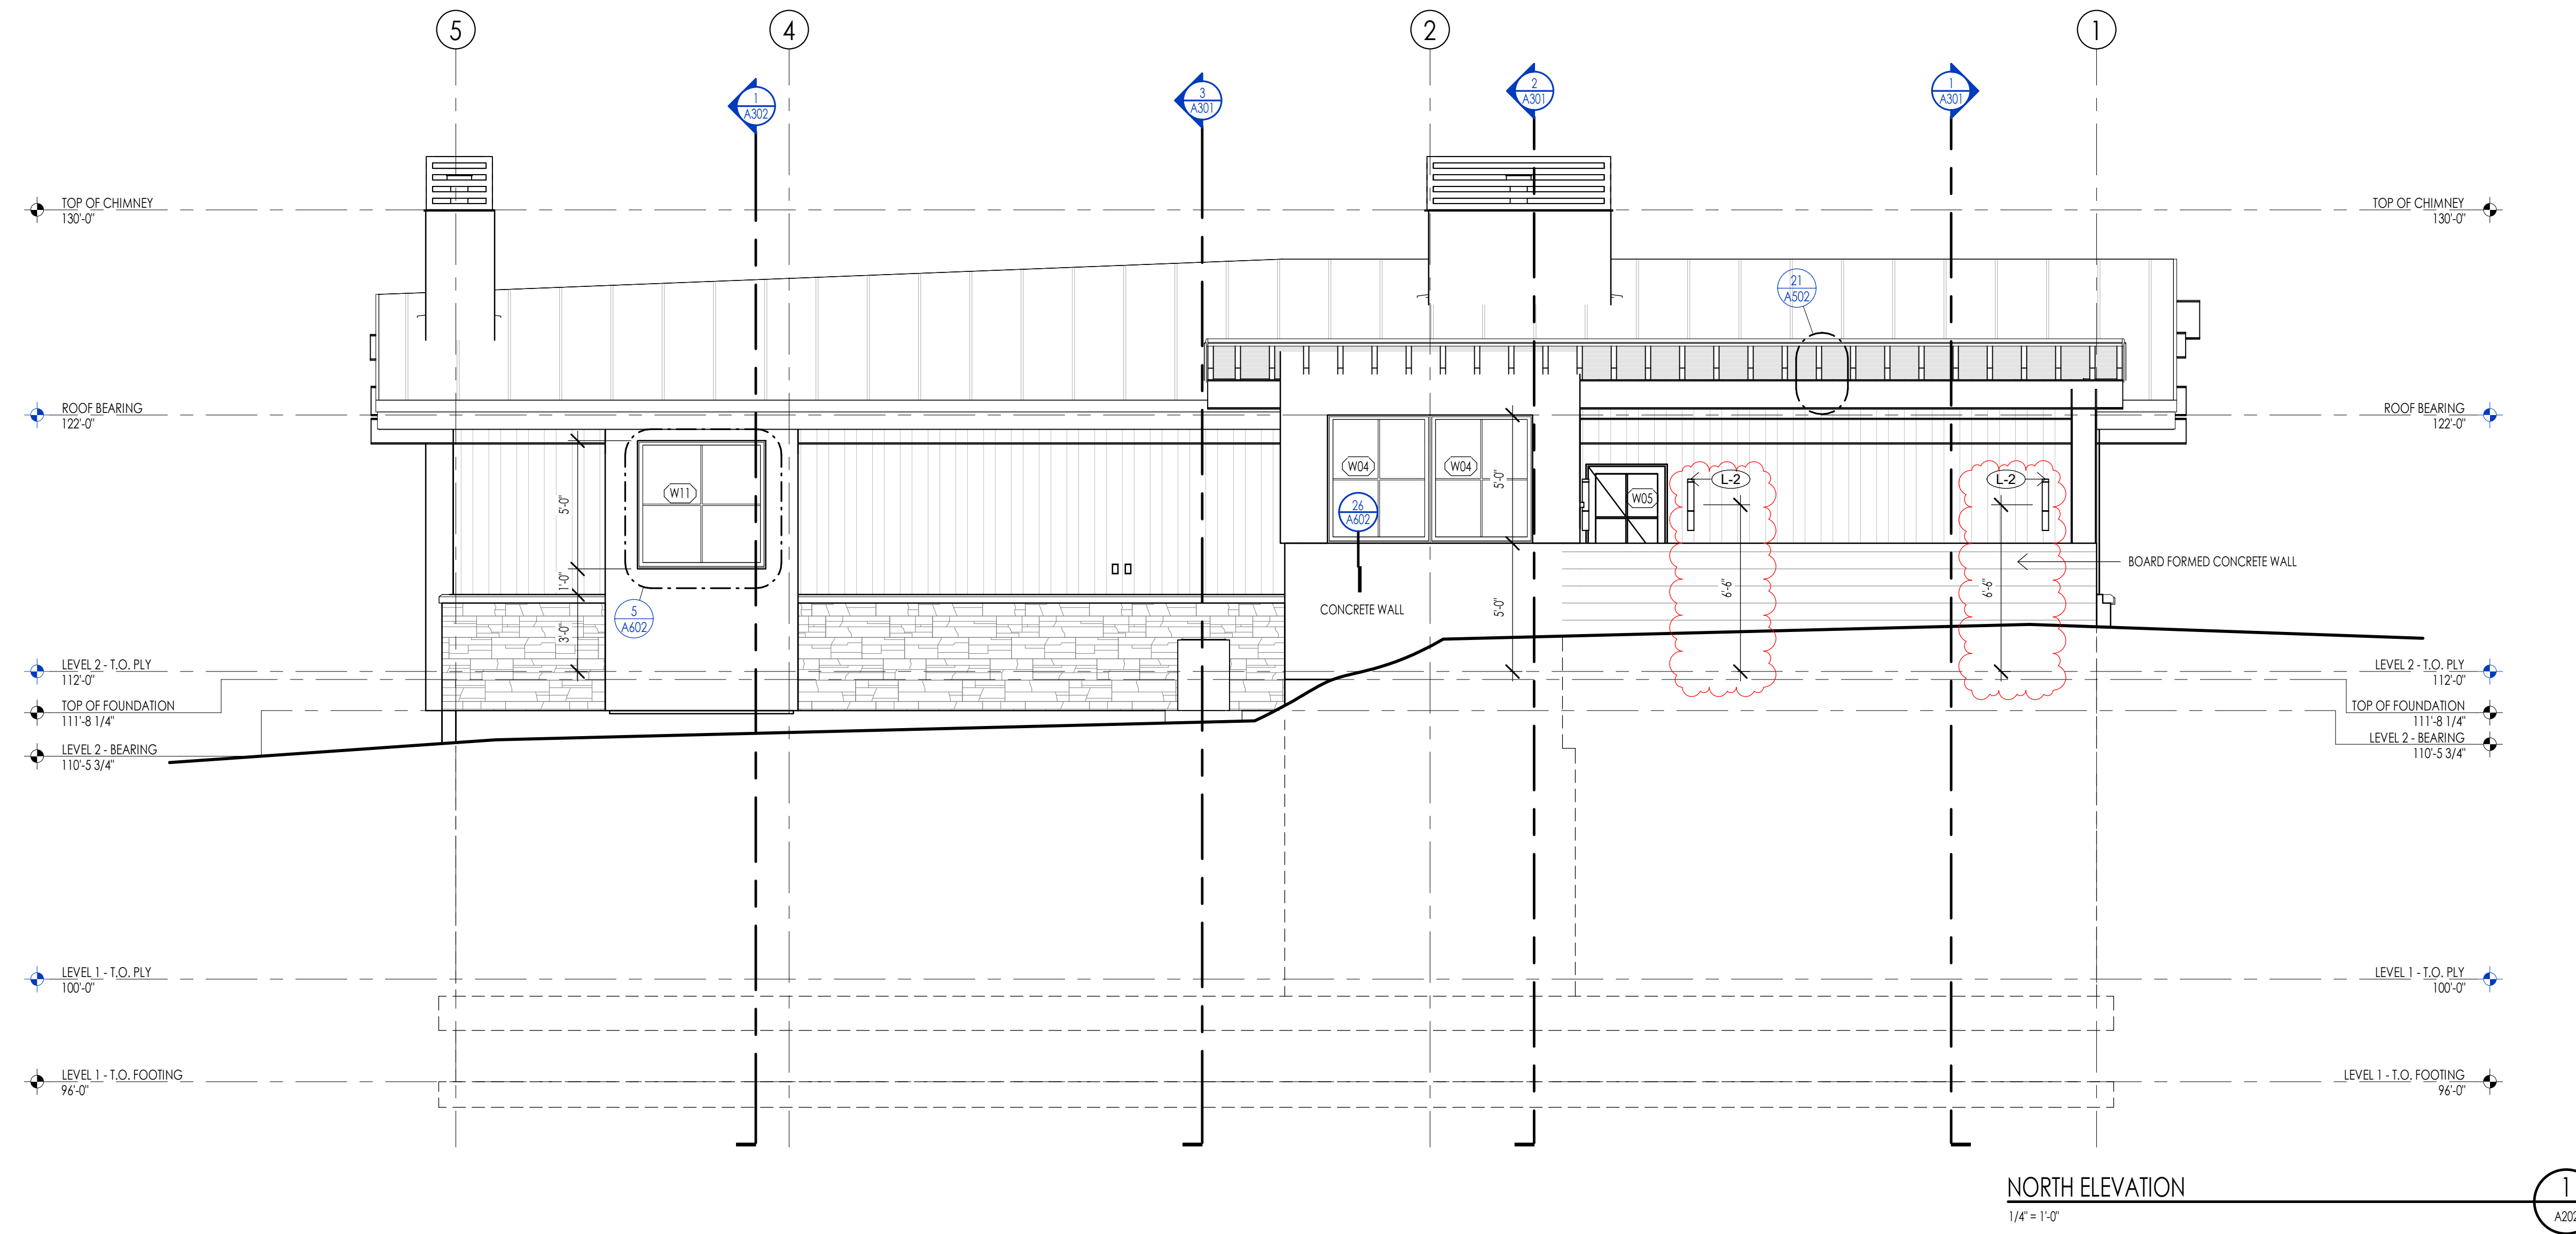 5
4
2
1
1
A302
3
A301
2
A301
1
A301
TOP OF CHIMNEY
130'-0"
TOP OF CHIMNEY
130'-0"
21
A502
ROOF BEARING
122'-0"
ROOF BEARING
122'-0"
W11
5'-0"
1'-0"
3'-0"
5
A602
W04
W04
5'-0"
5'-0"
26
A602
CONCRETE WALL
W05
L-2
6'-6"
L-2
6'-6"
BOARD FORMED CONCRETE WALL
LEVEL 2 - T.O. PLY
112'-0"
TOP OF FOUNDATION
111'-8 1/4"
LEVEL 2 - BEARING
110'-5 3/4"
LEVEL 2 - T.O. PLY
112'-0"
TOP OF FOUNDATION
111'-8 1/4"
LEVEL 2 - BEARING
110'-5 3/4"
LEVEL 1 - T.O. PLY
100'-0"
LEVEL 1 - T.O. PLY
100'-0"
LEVEL 1 - T.O. FOOTING
96'-0"
LEVEL 1 - T.O. FOOTING
96'-0"
NORTH ELEVATION
1/4" = 1'-0"
1
A202